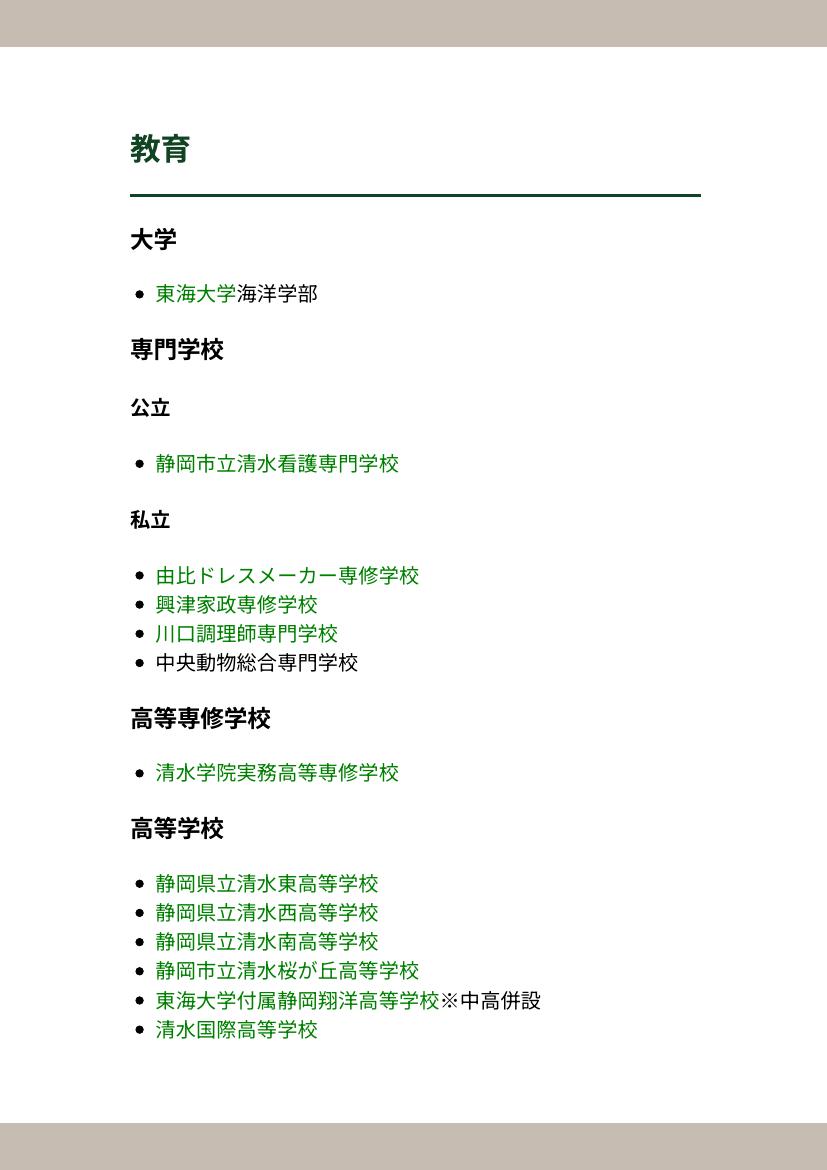 教育
大学
東海大学海洋学部
専門学校
公立
静岡市立清水看護専門学校
私立
由比ドレスメーカー専修学校
興津家政専修学校
川口調理師専門学校
中央動物総合専門学校
高等専修学校
清水学院実務高等専修学校
高等学校
静岡県立清水東高等学校
静岡県立清水西高等学校
静岡県立清水南高等学校
静岡市立清水桜が丘高等学校
東海大学付属静岡翔洋高等学校※中高併設
清水国際高等学校